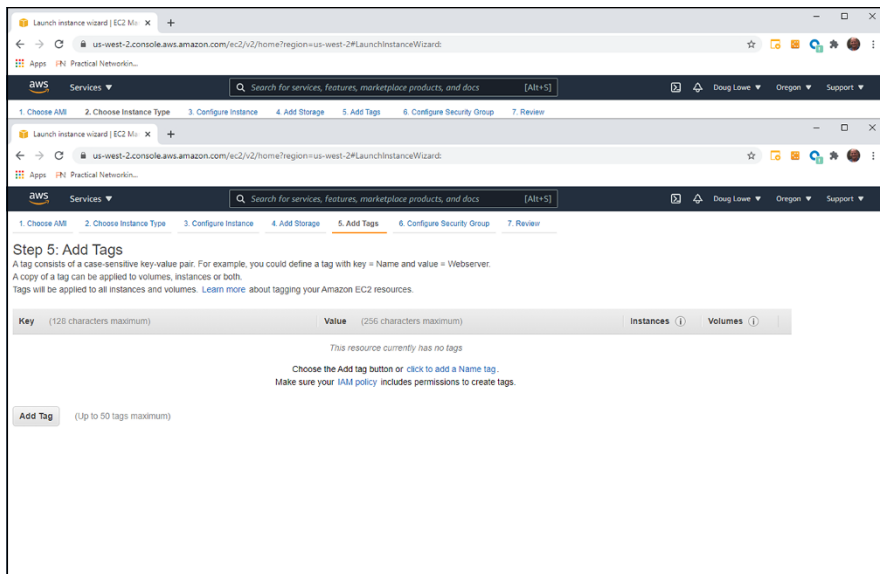 Launch instance wizard | EC2 Ma
us-west-2.console.aws.amazon.com/ec2/v2/home?region=us-west-2#LaunchInstanceWizard:
Apps PN Practical Networkin...
aws Services Search for services, features, marketplace products, and docs [Alt+S] Doug Lowe Oregon Support
1. Choose AMI 2. Choose Instance Type 3. Configure Instance 4. Add Storage 5. Add Tags 6. Configure Security Group 7. Review
Launch instance wizard | EC2 Ma
us-west-2.console.aws.amazon.com/ec2/v2/home?region=us-west-2#LaunchInstanceWizard:
Apps PN Practical Networkin...
aws Services Search for services, features, marketplace products, and docs [Alt+S] Doug Lowe Oregon Support
1. Choose AMI 2. Choose Instance Type 3. Configure Instance 4. Add Storage 5. Add Tags 6. Configure Security Group 7. Review
Step 5: Add Tags
A tag consists of a case-sensitive key-value pair. For example, you could define a tag with key = Name and value = Webserver.
A copy of a tag can be applied to volumes, instances or both.
Tags will be applied to all instances and volumes. Learn more about tagging your Amazon EC2 resources.
Key (128 characters maximum) Value (256 characters maximum) Instances Volumes
This resource currently has no tags
Choose the Add tag button or click to add a Name tag.
Make sure your IAM policy includes permissions to create tags.
Add Tag (Up to 50 tags maximum)